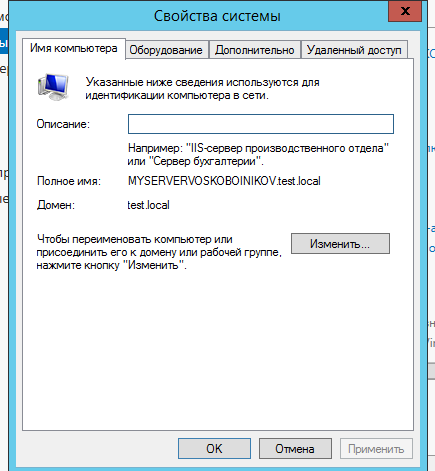 Свойства системы
x
Имя компьютера Оборудование Дополнительно Удаленный доступ
Указанные ниже сведения используются для
идентификации компьютера в сети.
Описание:
Например: "IIS-сервер производственного отдела"
или "Сервер бухгалтерии".
Полное имя: MYSERVERVOSKOBOINIKOV.test.local
Домен: test.local
Чтобы переименовать компьютер или
присоединить его к домену или рабочей группе,
нажмите кнопку "Изменить".
Изменить...
OK Отмена Применить